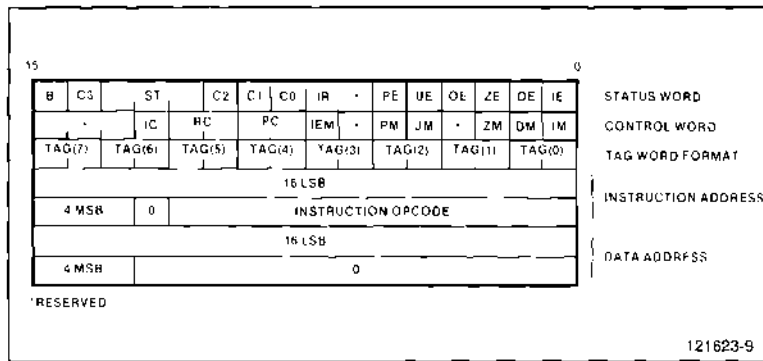 15 0
B C3 ST C2 C1 C0 IR * PE UE OE ZE DE IE STATUS WORD
* IC RC PC IEM * PM UM * ZM DM IM CONTROL WORD
TAG(7) TAG(6) TAG(5) TAG(4) TAG(3) TAG(2) TAG(1) TAG(0) TAG WORD FORMAT
16 LSB
INSTRUCTION ADDRESS
4 MSB 0 INSTRUCTION OPCODE
16 LSB
DATA ADDRESS
4 MSB 0
*RESERVED
121623-9